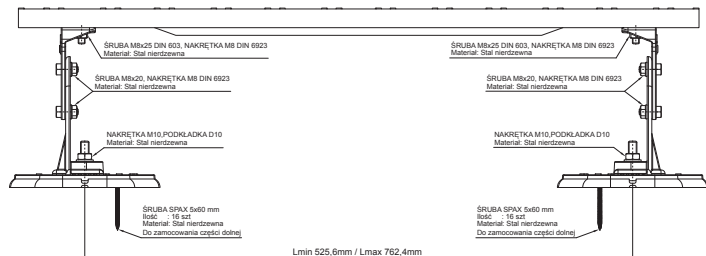 ŚRUBA M8x25 DIN 603, NAKRĘTKA M8 DIN 6923
Materiał: Stal nierdzewna
ŚRUBA M8x20, NAKRĘTKA M8 DIN 6923
Materiał: Stal nierdzewna
NAKRĘTKA M10,PODKŁADKA D10
Materiał: Stal nierdzewna
ŚRUBA SPAX 5x60 mm
Ilość : 16 szt
Materiał: Stal nierdzewna
Do zamocowania części dolnej
ŚRUBA M8x25 DIN 603, NAKRĘTKA M8 DIN 6923
Materiał: Stal nierdzewna
ŚRUBA M8x20, NAKRĘTKA M8 DIN 6923
Materiał: Stal nierdzewna
NAKRĘTKA M10,PODKŁADKA D10
Materiał: Stal nierdzewna
ŚRUBA SPAX 5x60 mm
Ilość : 16 szt
Materiał: Stal nierdzewna
Do zamocowania części dolnej
Lmin 525,6mm / Lmax 762,4mm